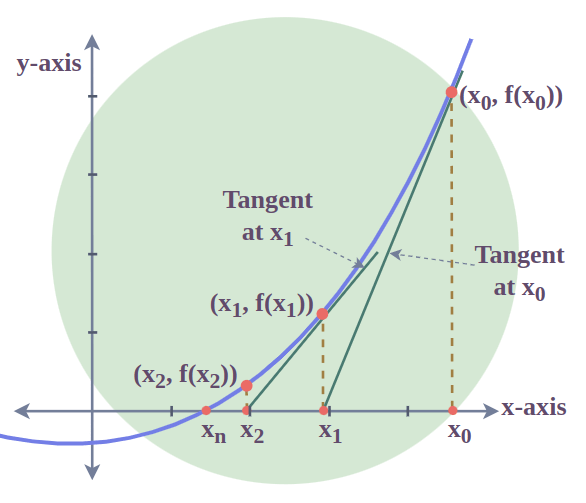 y-axis
(x₀, f(x₀))
Tangent
at x₁
Tangent
at x₀
(x₁, f(x₁))
(x₂, f(x₂))
x-axis
xₙ x₂ x₁ x₀